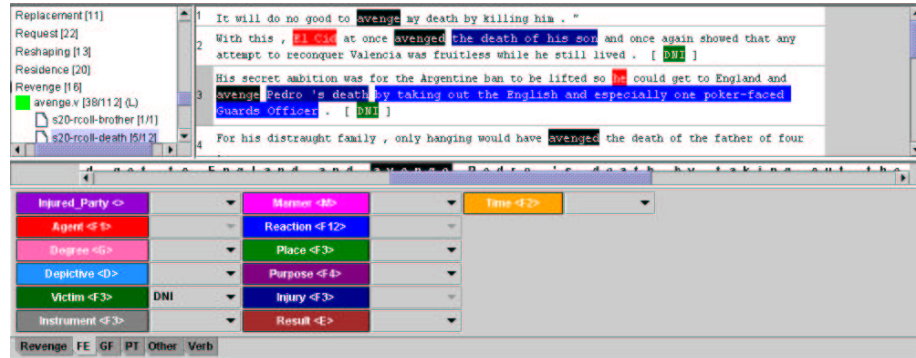 Replacement [11]
Request [22]
Reshaping [13]
Residence [20]
Revenge [16]
avenge.v [38/112] (L)
s20-rcoll-brother [1/1]
s20-rcoll-death [5/12]
1 It will do no good to avenge my death by killing him . "
2 With this , El Cid at once avenged the death of his son and once again showed that any
attempt to reconquer Valencia was fruitless while he still lived . [ DNI ]
3 His secret ambition was for the Argentine ban to be lifted so he could get to England and
avenge Pedro 's death by taking out the English and especially one poker-faced
Guards Officer . [ DNI ]
4 For his distraught family , only hanging would have avenged the death of the father of four
Injured_Party <> Manner <M> Time <F2>
Agent <F1> Reaction <F12>
Degree <G> Place <F3>
Depictive <D> Purpose <F4>
Victim <F3> DNI Injury <F3>
Instrument <F3> Result <E>
Revenge FE GF PT Other Verb